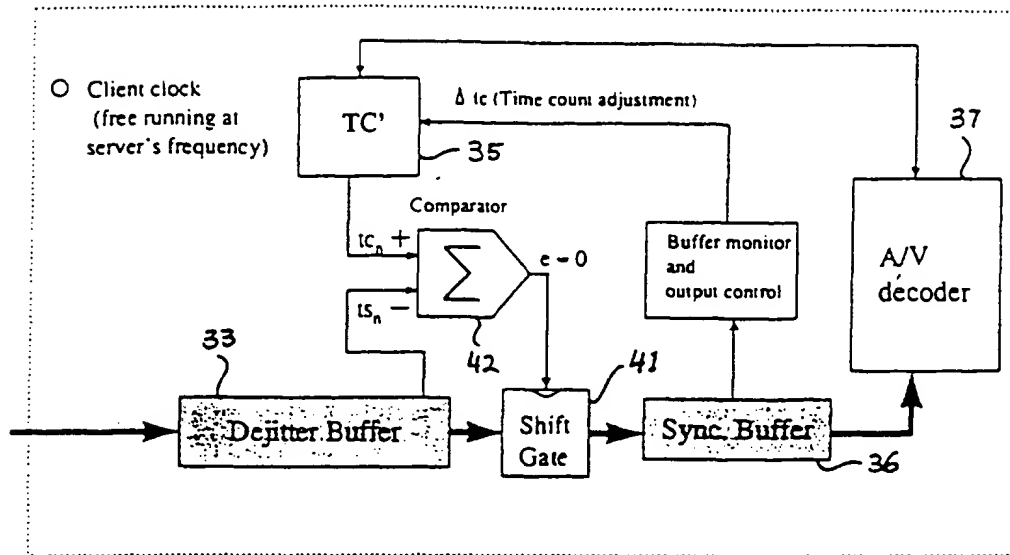 Client clock
(free running at
server's frequency)
TC'
35
Δ tc (Time count adjustment)
37
Comparator
tc_n +
ts_n −
Σ
e = 0
42
Buffer monitor
and
output control
A/V
décoder
33
Dejitter Buffer
41
Shift
Gate
Sync. Buffer
36